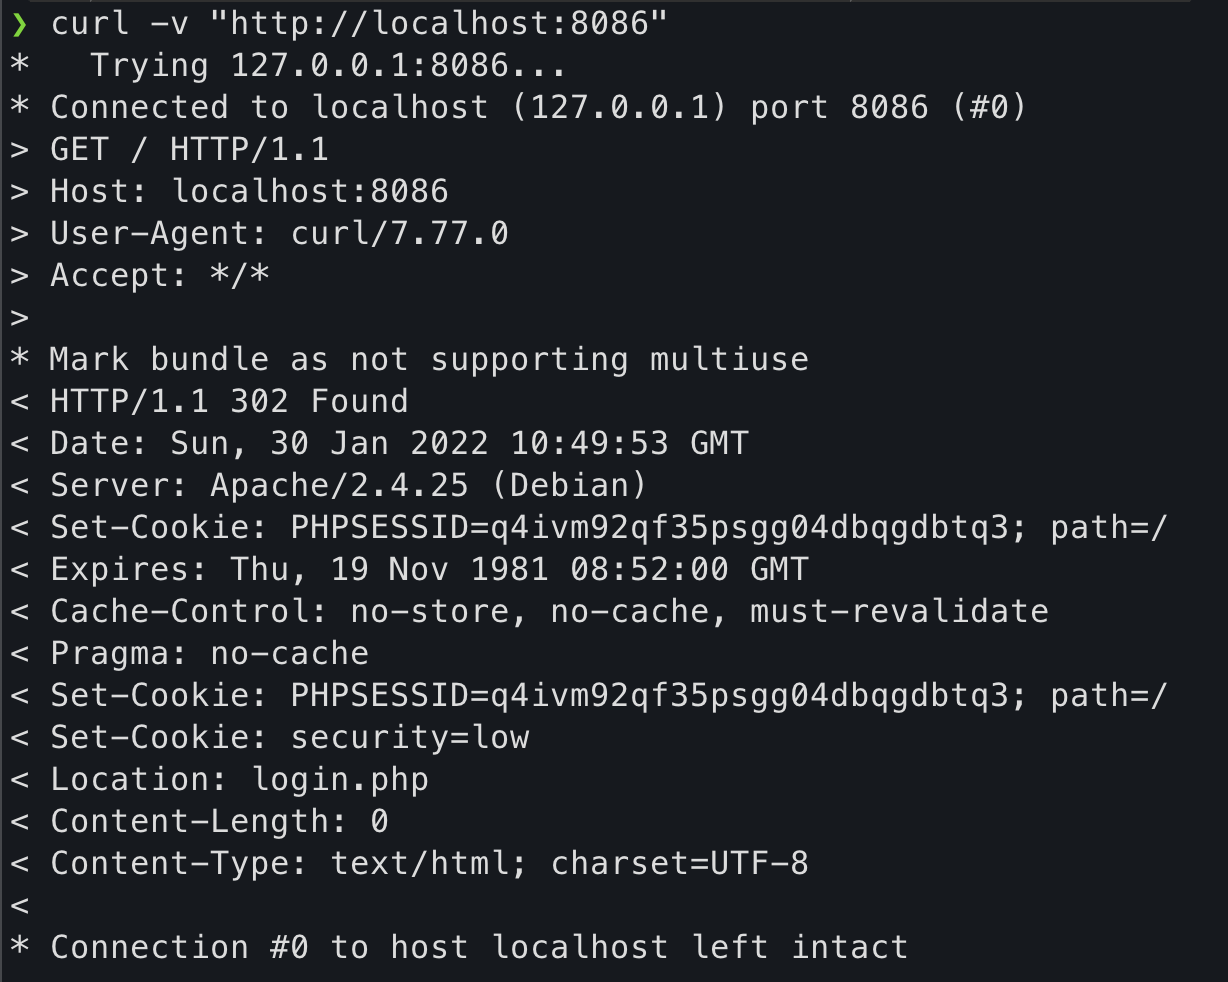 ❯ curl -v "http://localhost:8086"
*   Trying 127.0.0.1:8086...
* Connected to localhost (127.0.0.1) port 8086 (#0)
> GET / HTTP/1.1
> Host: localhost:8086
> User-Agent: curl/7.77.0
> Accept: */*
>
* Mark bundle as not supporting multiuse
< HTTP/1.1 302 Found
< Date: Sun, 30 Jan 2022 10:49:53 GMT
< Server: Apache/2.4.25 (Debian)
< Set-Cookie: PHPSESSID=q4ivm92qf35psgg04dbqgdbtq3; path=/
< Expires: Thu, 19 Nov 1981 08:52:00 GMT
< Cache-Control: no-store, no-cache, must-revalidate
< Pragma: no-cache
< Set-Cookie: PHPSESSID=q4ivm92qf35psgg04dbqgdbtq3; path=/
< Set-Cookie: security=low
< Location: login.php
< Content-Length: 0
< Content-Type: text/html; charset=UTF-8
<
* Connection #0 to host localhost left intact